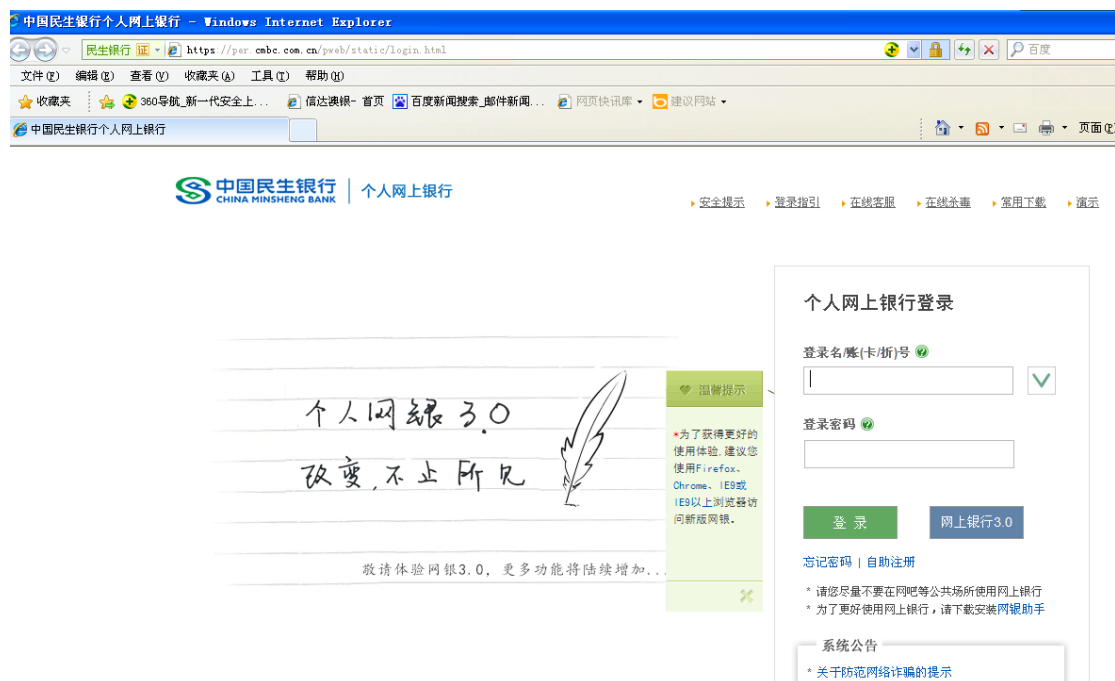 中国民生银行个人网上银行 - Windows Internet Explorer
民生银行 证 https://per.cmbc.com.cn/pweb/static/login.html 百度
文件(F) 编辑(E) 查看(V) 收藏夹(A) 工具(T) 帮助(H)
收藏夹 360导航_新一代安全上... 信达澳银- 首页 百度新闻搜索_邮件新闻... 网页快讯库 建议网站
中国民生银行个人网上银行 页面(P
中国民生银行 CHINA MINSHENG BANK 个人网上银行
安全提示 登录指引 在线客服 在线杀毒 常用下载 演示
个人网银3.0
改变,不止所见
敬请体验网银3.0, 更多功能将陆续增加...
温馨提示
*为了获得更好的
使用体验,建议您
使用Firefox、
Chrome、IE9或
IE9以上浏览器访
问新版网银。
个人网上银行登录
登录名/账(卡/折)号
登录密码
登 录 网上银行3.0
忘记密码 | 自助注册
* 请您尽量不要在网吧等公共场所使用网上银行
* 为了更好使用网上银行,请下载安装网银助手
系统公告
* 关于防范网络诈骗的提示